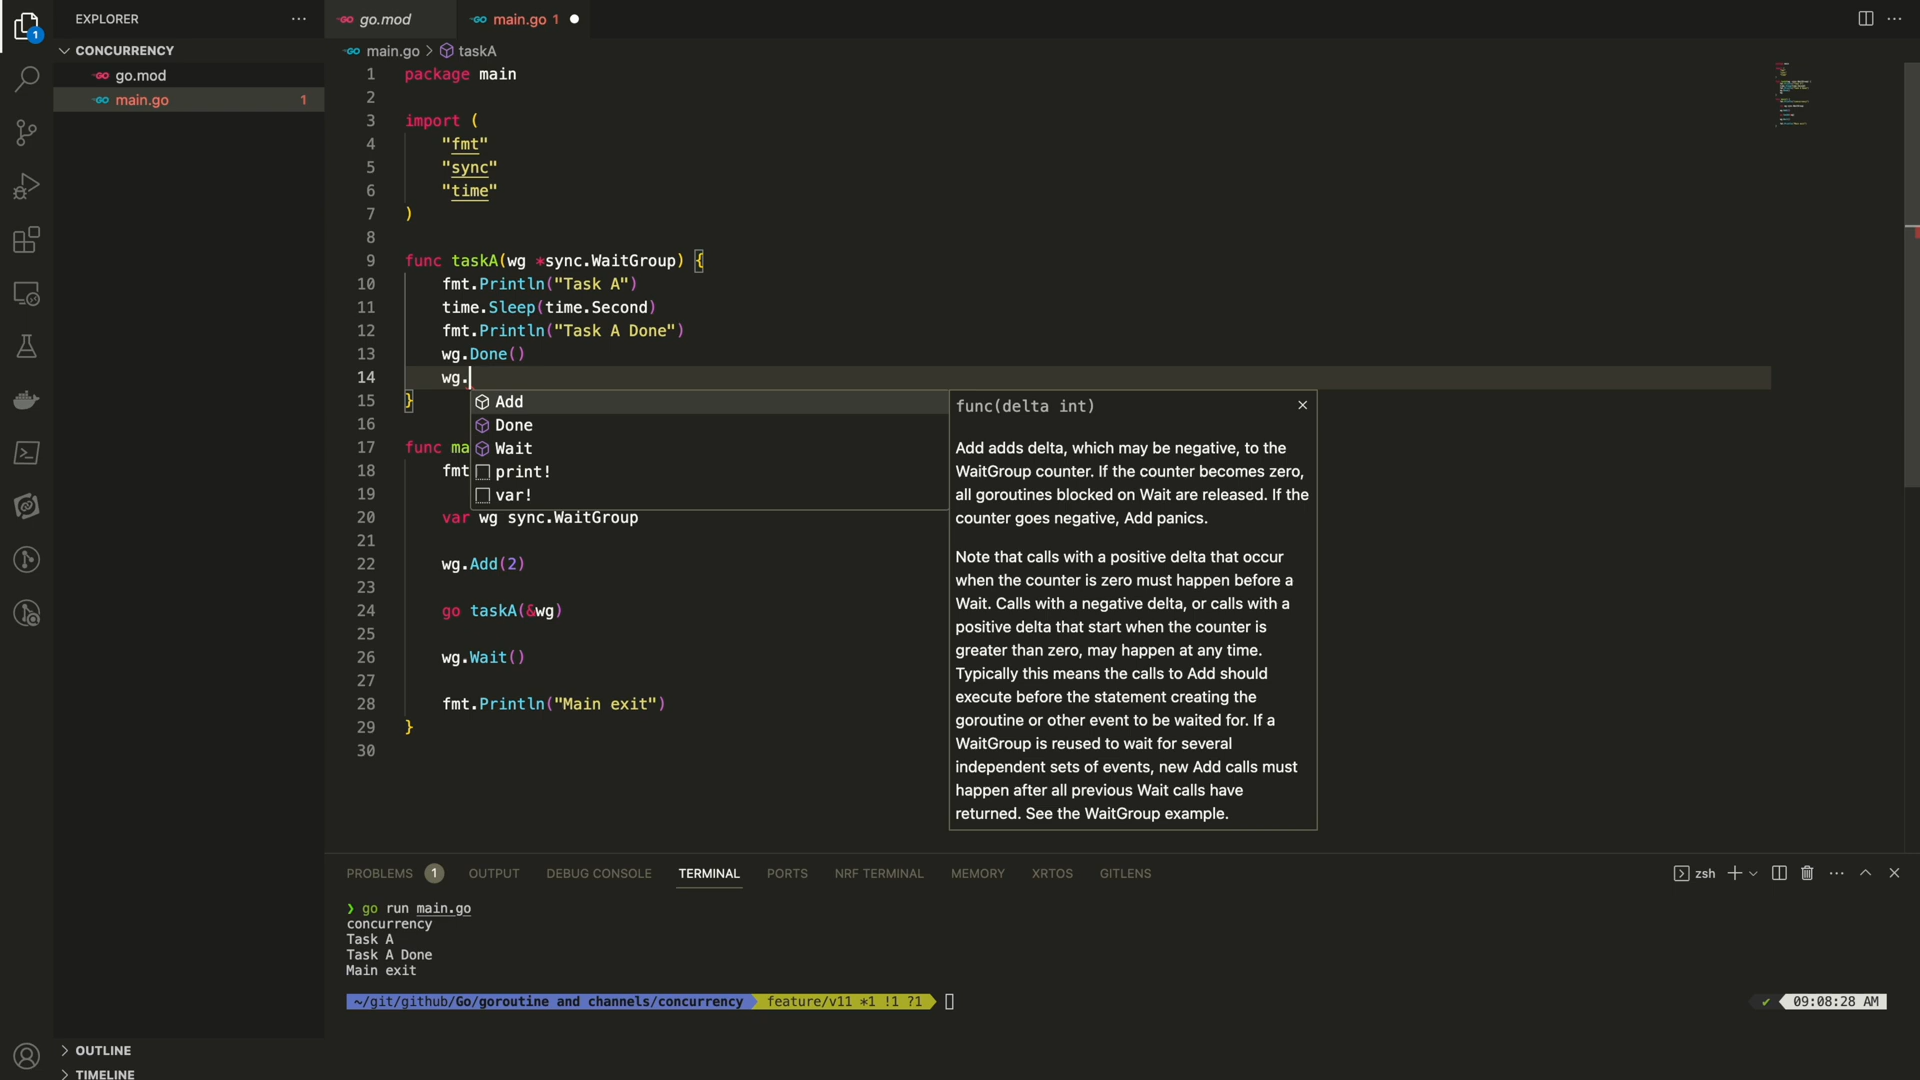 EXPLORER
go.mod
main.go 1
CONCURRENCY
go.mod
main.go 1
1
main.go > taskA
1 package main
2
3 import (
4 "fmt"
5 "sync"
6 "time"
7 )
8
9 func taskA(wg *sync.WaitGroup) {
10 fmt.Println("Task A")
11 time.Sleep(time.Second)
12 fmt.Println("Task A Done")
13 wg.Done()
14 wg.
15 }
16
17 func ma
18 fmt
19
20 var wg sync.WaitGroup
21
22 wg.Add(2)
23
24 go taskA(&wg)
25
26 wg.Wait()
27
28 fmt.Println("Main exit")
29 }
30
Add
Done
Wait
print!
var!
func(delta int)
Add adds delta, which may be negative, to the
WaitGroup counter. If the counter becomes zero,
all goroutines blocked on Wait are released. If the
counter goes negative, Add panics.
Note that calls with a positive delta that occur
when the counter is zero must happen before a
Wait. Calls with a negative delta, or calls with a
positive delta that start when the counter is
greater than zero, may happen at any time.
Typically this means the calls to Add should
execute before the statement creating the
goroutine or other event to be waited for. If a
WaitGroup is reused to wait for several
independent sets of events, new Add calls must
happen after all previous Wait calls have
returned. See the WaitGroup example.
PROBLEMS 1 OUTPUT DEBUG CONSOLE TERMINAL PORTS NRF TERMINAL MEMORY XRTOS GITLENS
zsh
❯ go run main.go
concurrency
Task A
Task A Done
Main exit
~/git/github/Go/goroutine and channels/concurrency feature/v11 *1 !1 ?1
✔ 09:08:28 AM
OUTLINE
TIMELINE